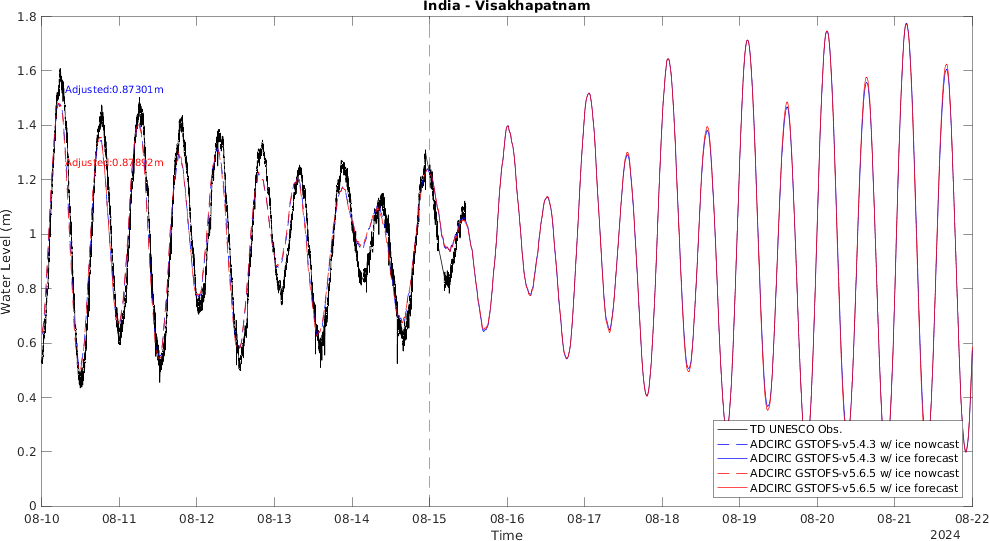 India - Visakhapatnam
1.8
1.6
1.4
1.2
1
0.8
0.6
0.4
0.2
0
Water Level (m)
Adjusted:0.87301m
Adjusted:0.87892m
TD UNESCO Obs.
ADCIRC GSTOFS-v5.4.3 w/ ice nowcast
ADCIRC GSTOFS-v5.4.3 w/ ice forecast
ADCIRC GSTOFS-v5.6.5 w/ ice nowcast
ADCIRC GSTOFS-v5.6.5 w/ ice forecast
08-10 08-11 08-12 08-13 08-14 08-15 08-16 08-17 08-18 08-19 08-20 08-21 08-22
Time
2024